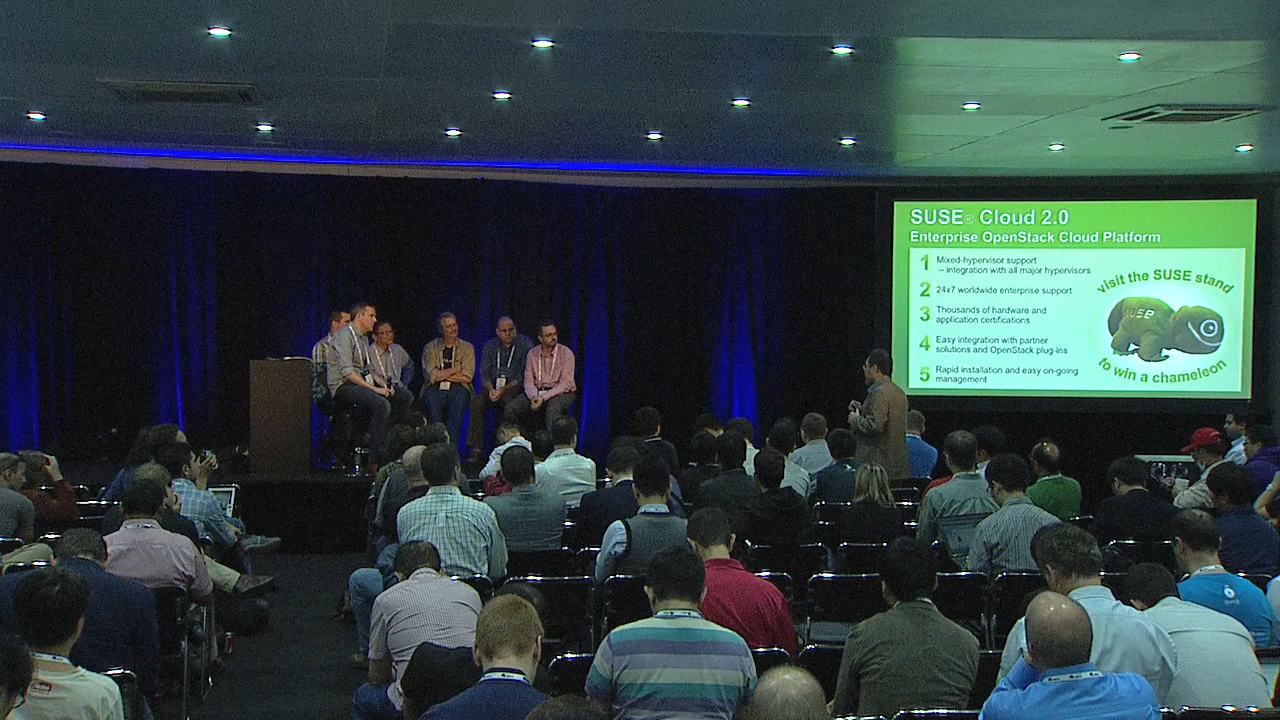 SUSE® Cloud 2.0
Enterprise OpenStack Cloud Platform
1 Mixed-hypervisor support
– integration with all major hypervisors
2 24x7 worldwide enterprise support
3 Thousands of hardware and
application certifications
4 Easy integration with partner
solutions and OpenStack plug-ins
5 Rapid installation and easy on-going
management
visit the SUSE stand
SUSE
to win a chameleon